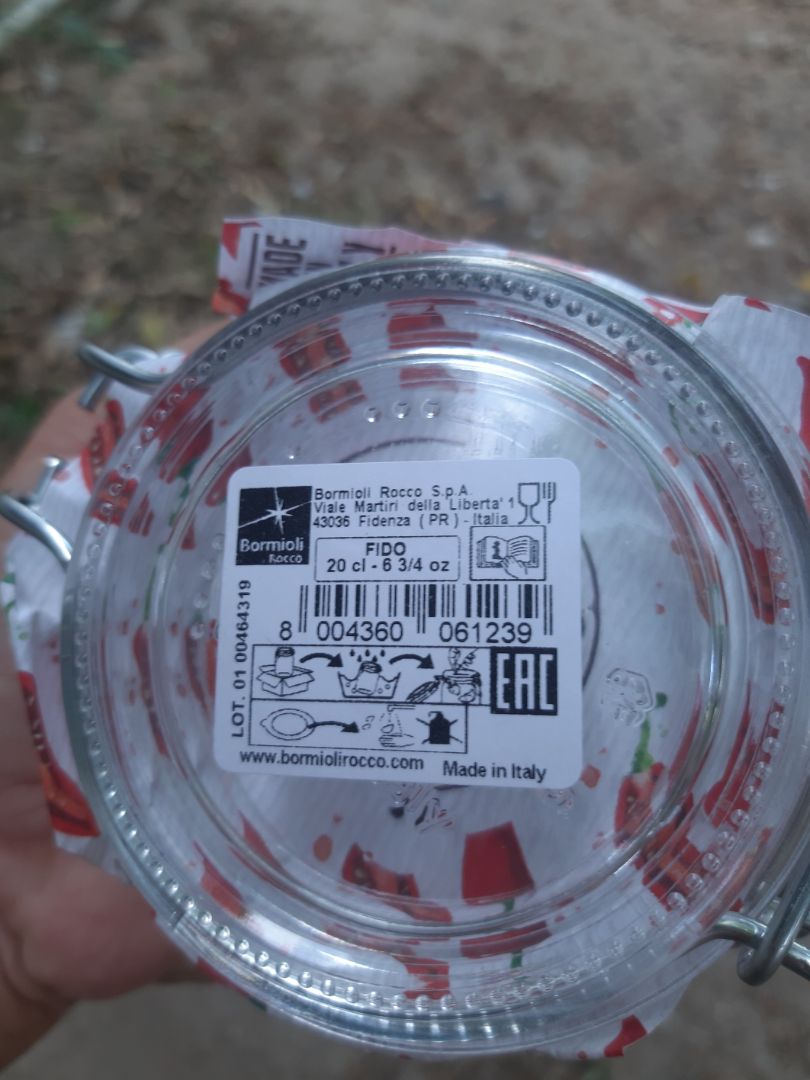 MADE
Bormioli Rocco S.p.A.
Viale Martiri della Liberta' 1
43036 Fidenza ( PR ) - Italia
Bormioli
ROCCO
FIDO
20 cl - 6 3/4 oz
i
LOT. 01 00464319
8 004360 061239
EAC
www.bormiolirocco.com
Made in Italy